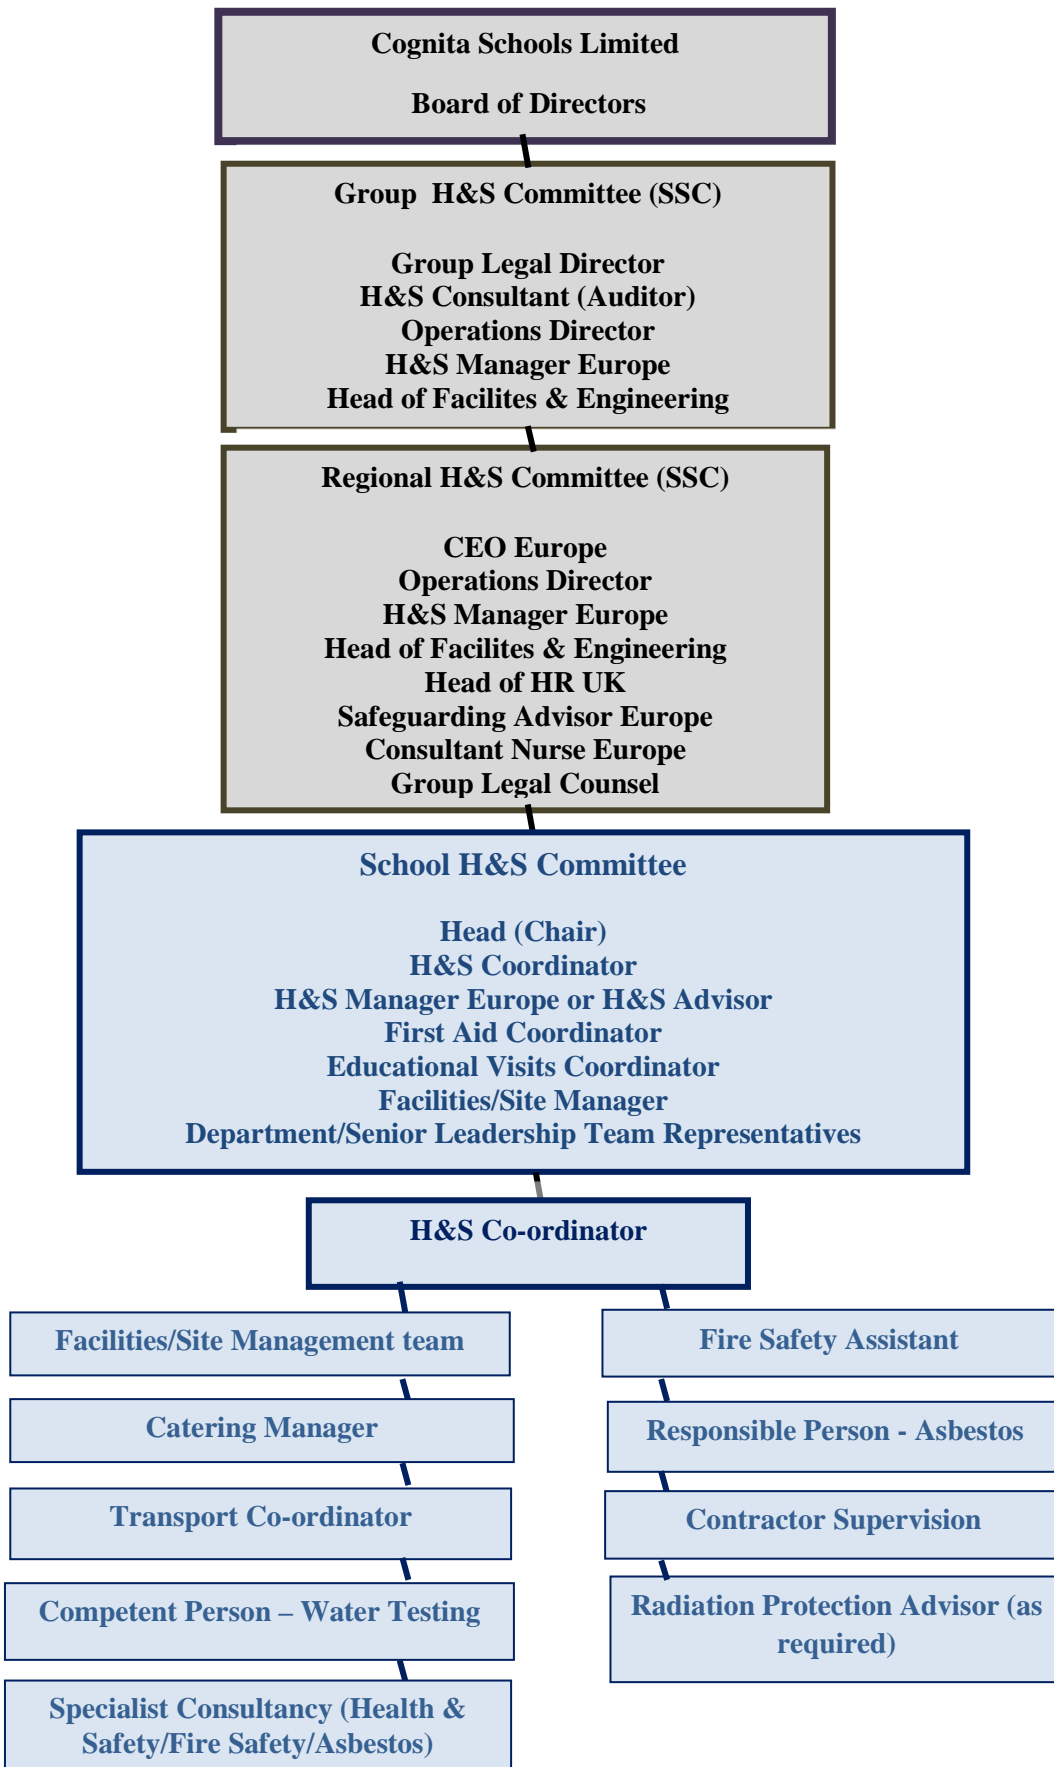 Cognita Schools Limited
Board of Directors
Group H&S Committee (SSC)
Group Legal Director
H&S Consultant (Auditor)
Operations Director
H&S Manager Europe
Head of Facilites & Engineering
Regional H&S Committee (SSC)
CEO Europe
Operations Director
H&S Manager Europe
Head of Facilites & Engineering
Head of HR UK
Safeguarding Advisor Europe
Consultant Nurse Europe
Group Legal Counsel
School H&S Committee
Head (Chair)
H&S Coordinator
H&S Manager Europe or H&S Advisor
First Aid Coordinator
Educational Visits Coordinator
Facilities/Site Manager
Department/Senior Leadership Team Representatives
H&S Co-ordinator
Facilities/Site Management team
Catering Manager
Transport Co-ordinator
Competent Person – Water Testing
Specialist Consultancy (Health &
Safety/Fire Safety/Asbestos)
Fire Safety Assistant
Responsible Person - Asbestos
Contractor Supervision
Radiation Protection Advisor (as
required)